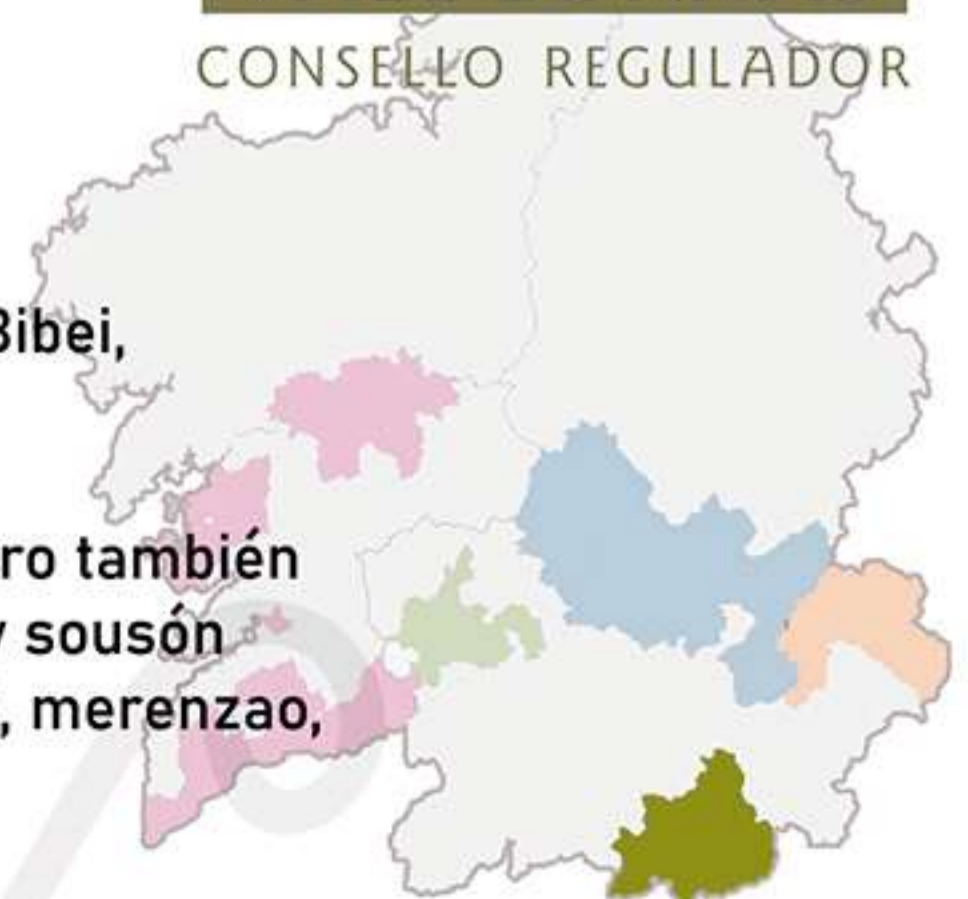 CONSELLO REGULADOR
Bibei,
ro también
y sousón
, merenzao,